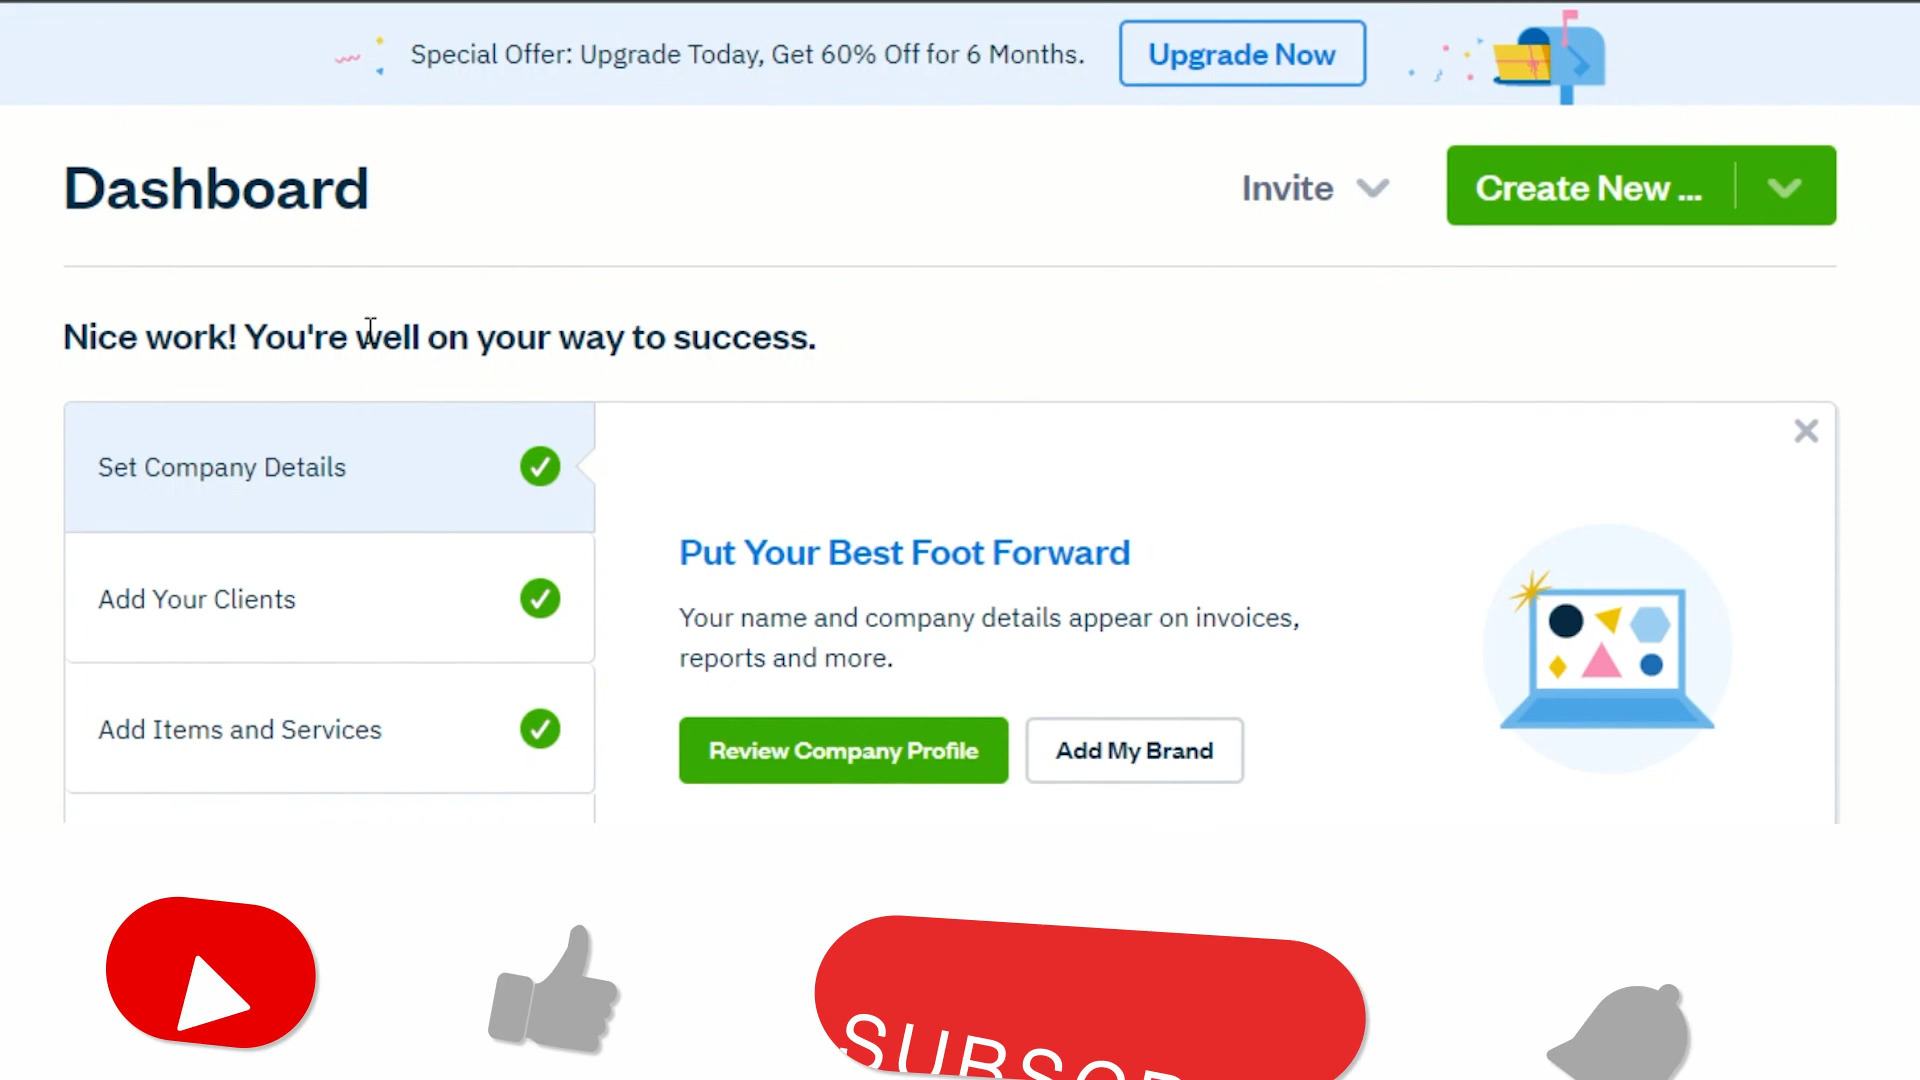 Special Offer: Upgrade Today, Get 60% Off for 6 Months.
Upgrade Now
Dashboard
Invite
Create New ...
Nice work! You're well on your way to success.
Set Company Details
Add Your Clients
Add Items and Services
Put Your Best Foot Forward
Your name and company details appear on invoices,
reports and more.
Review Company Profile
Add My Brand